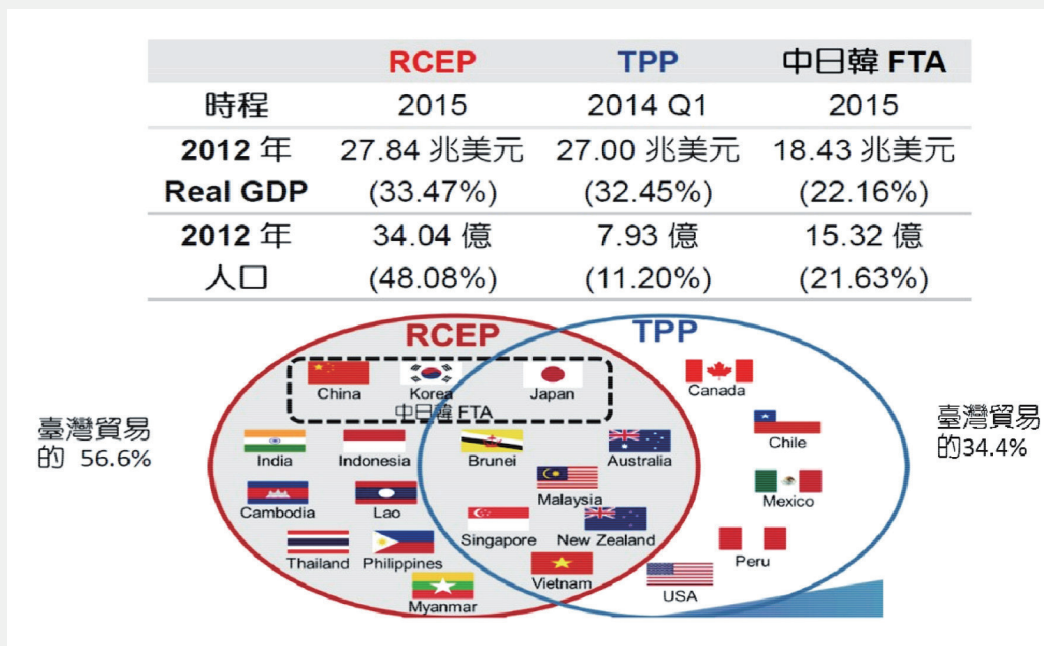 RCEP TPP 中日韓 FTA
時程 2015 2014 Q1 2015
2012 年 27.84 兆美元 27.00 兆美元 18.43 兆美元
Real GDP (33.47%) (32.45%) (22.16%)
2012 年 34.04 億 7.93 億 15.32 億
人口 (48.08%) (11.20%) (21.63%)
RCEP TPP
China Korea Japan Canada
中日韓 FTA
臺灣貿易
的 56.6%
臺灣貿易
的34.4%
Chile
India Indonesia Brunei Australia
Malaysia Mexico
Cambodia Lao
Singapore New Zealand
Thailand Philippines Peru
Vietnam USA
Myanmar